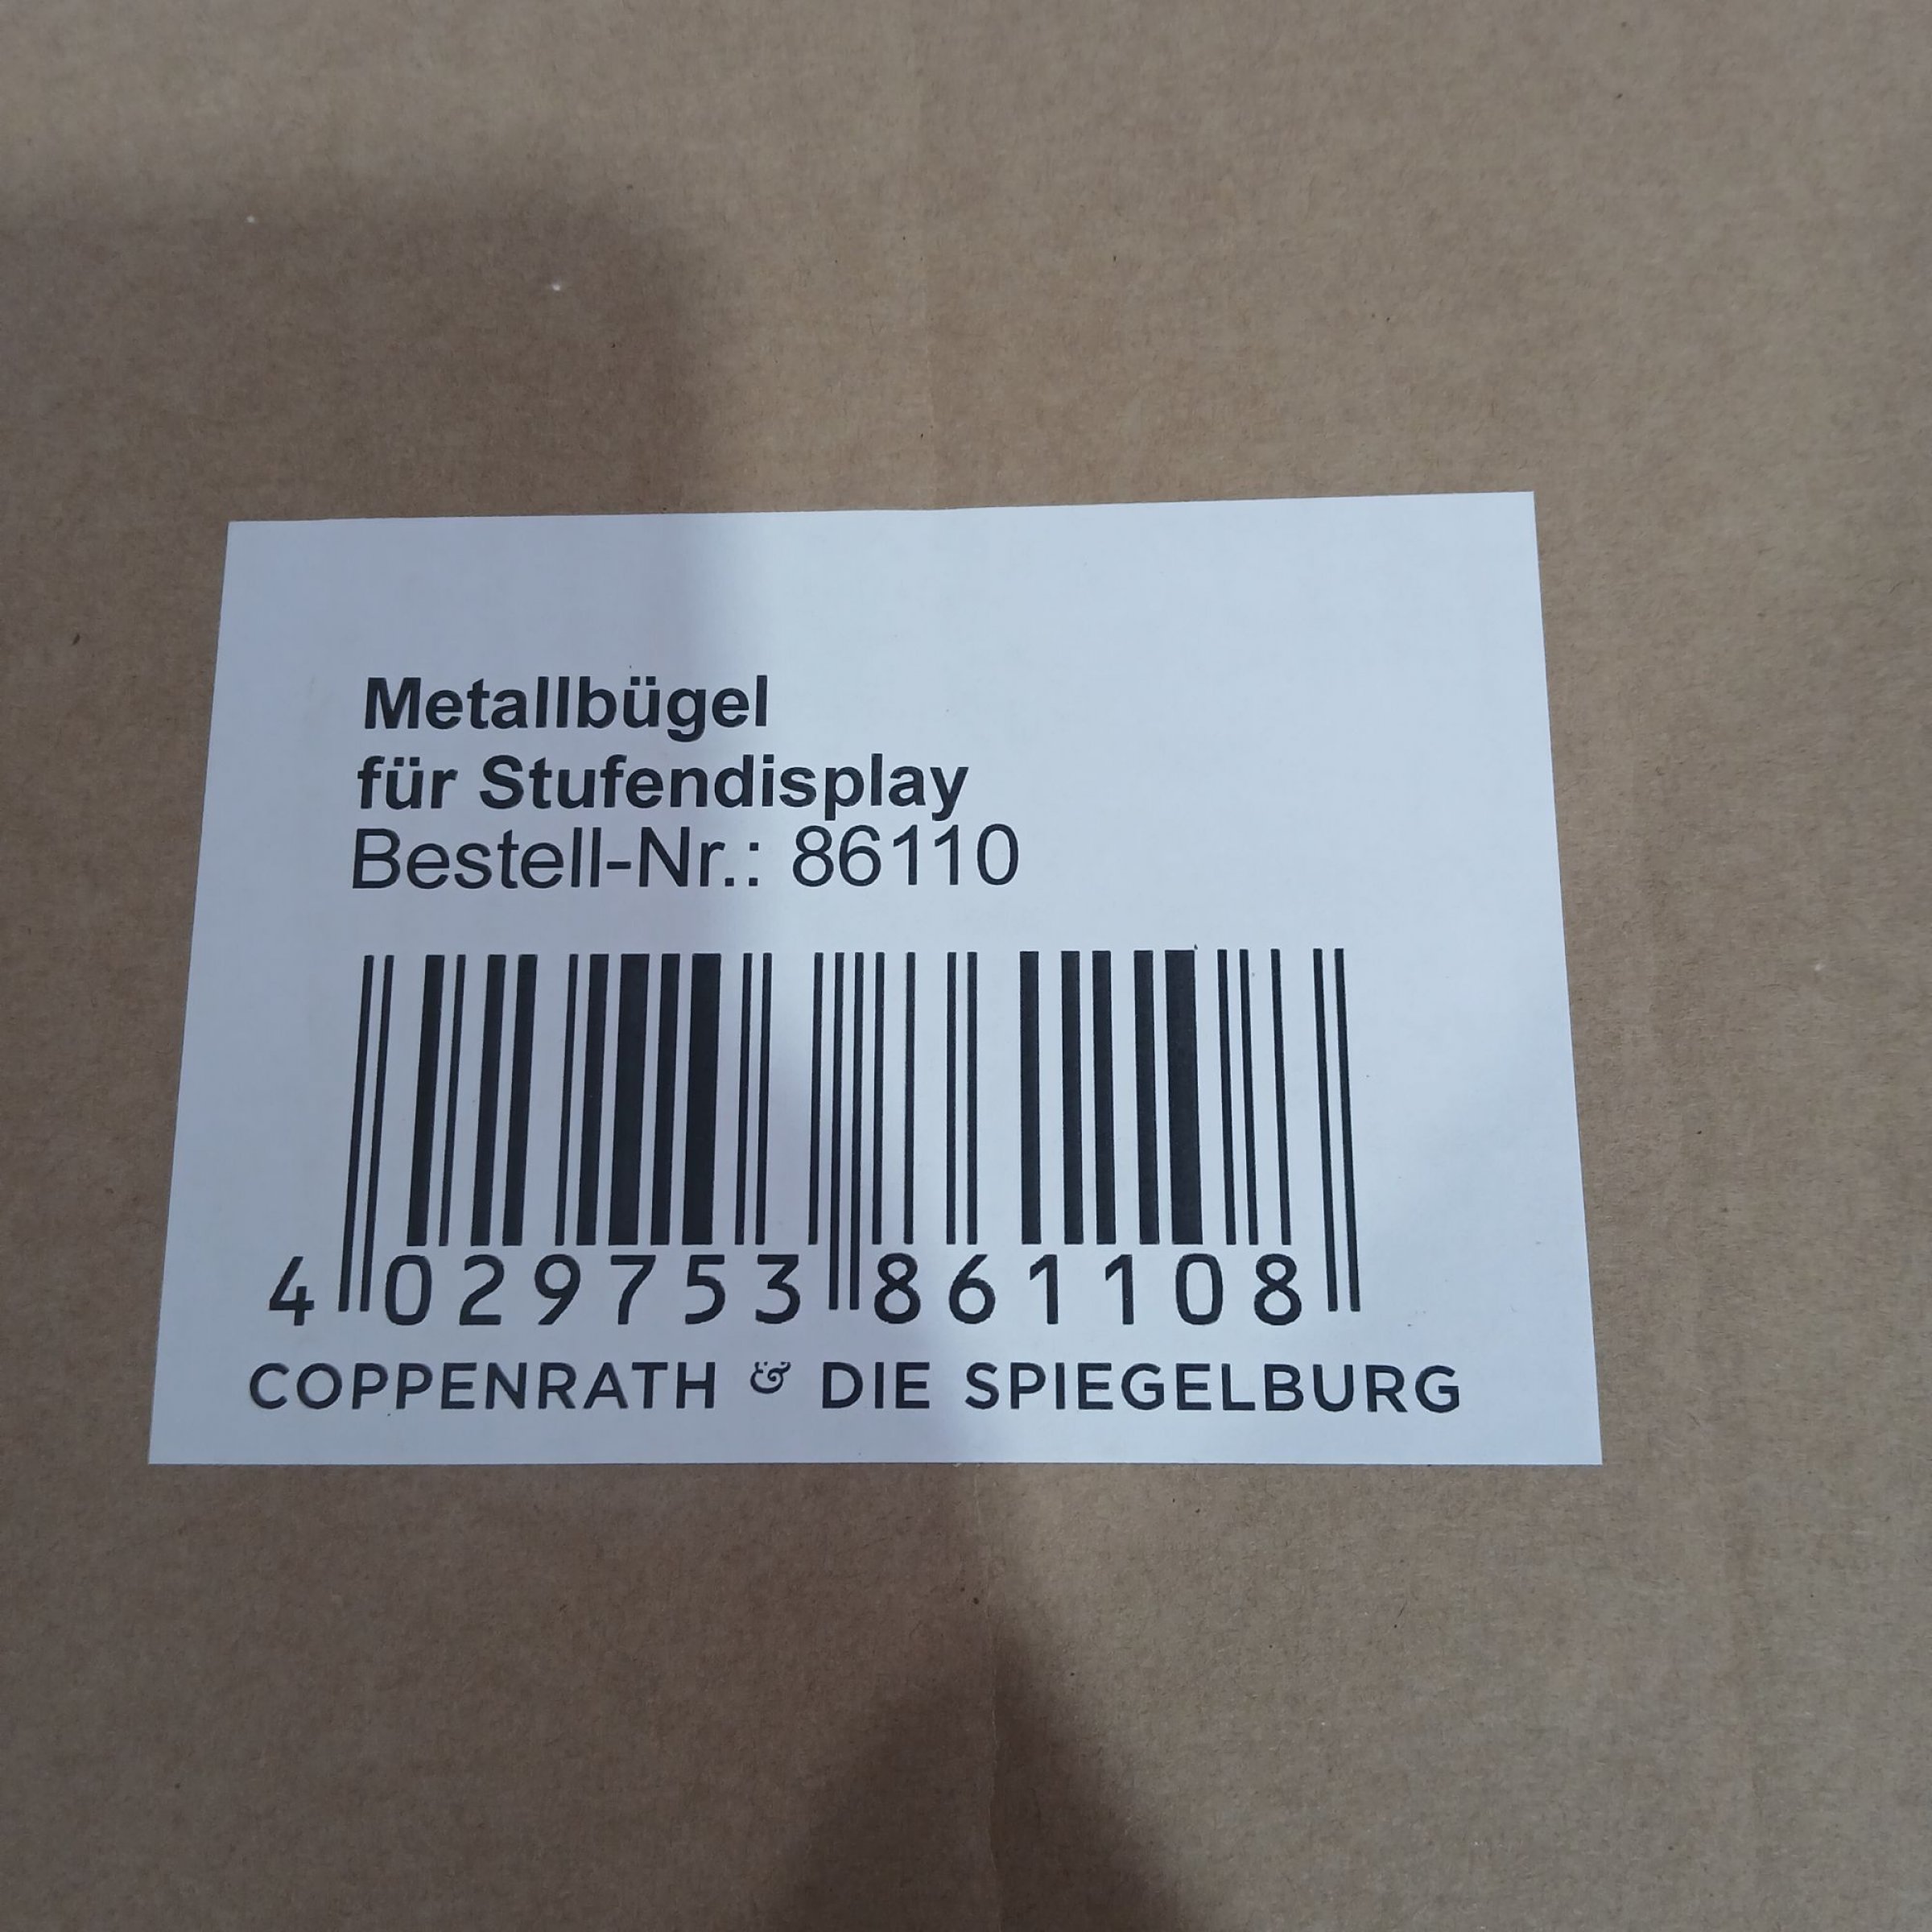 Metallbügel
für Stufendisplay
Bestell-Nr.: 86110
4 029753 861108
COPPENRATH & DIE SPIEGELBURG